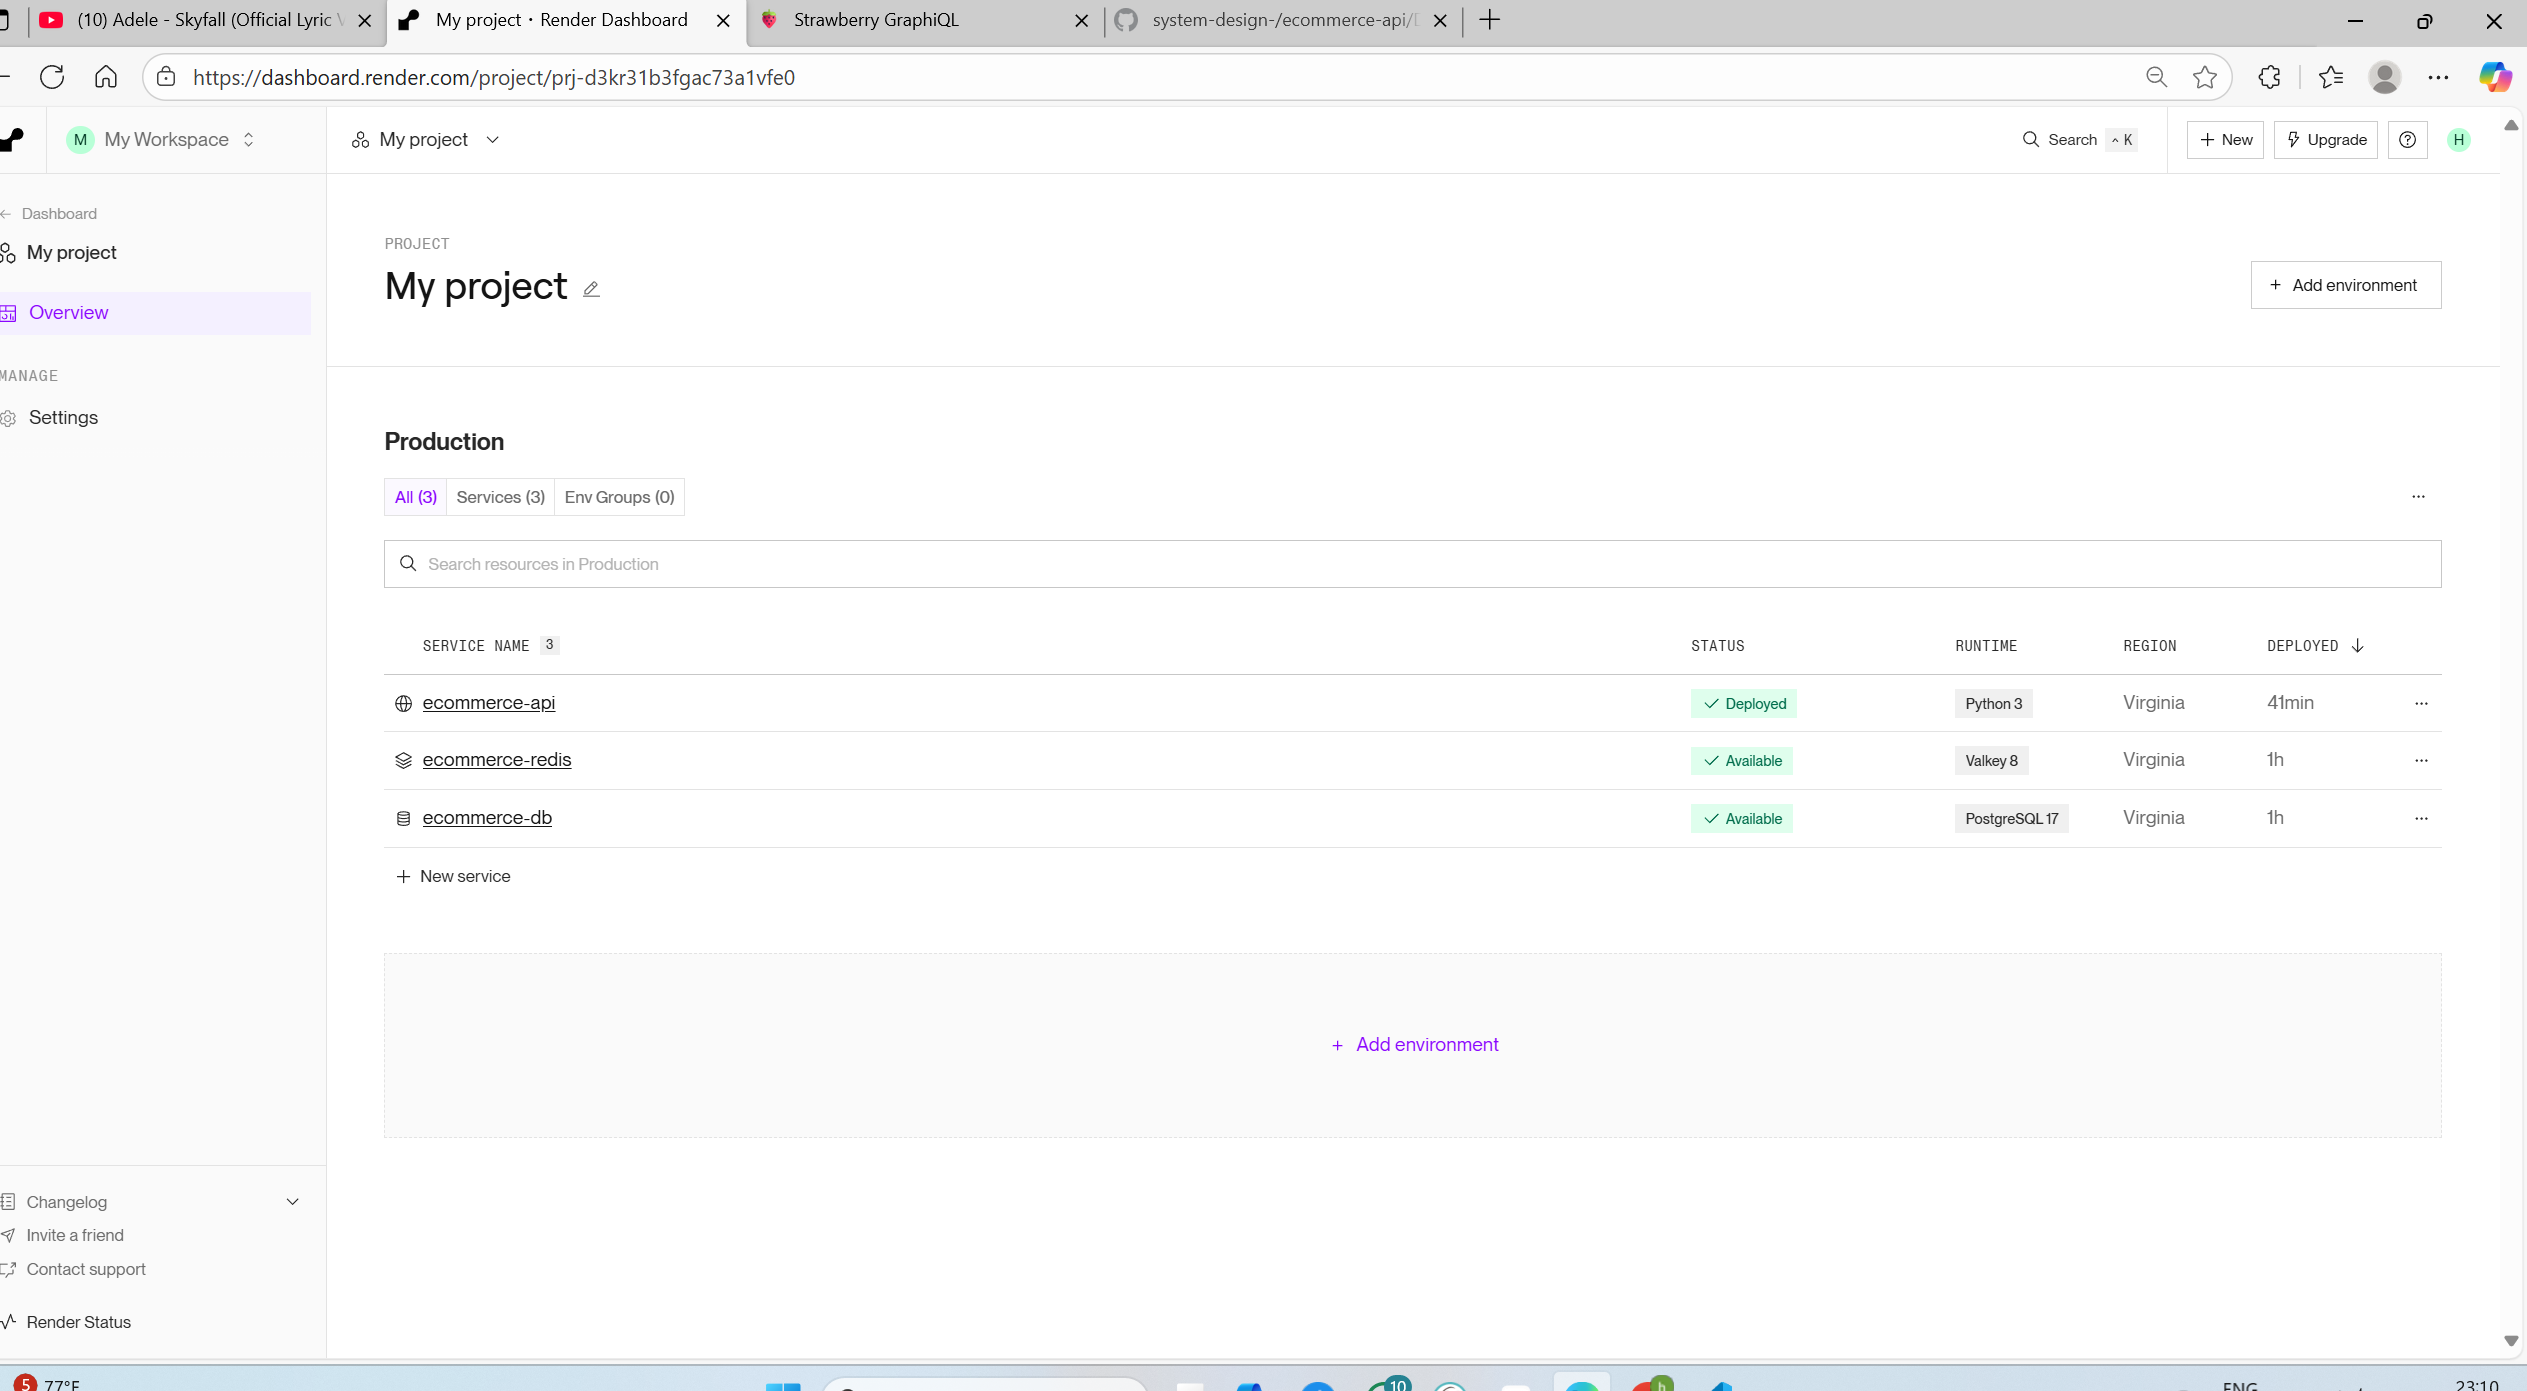 (10) Adele - Skyfall (Official Lyric V
My project · Render Dashboard
Strawberry GraphiQL
system-design-/ecommerce-api/D
https://dashboard.render.com/project/prj-d3kr31b3fgac73a1vfe0
M My Workspace
My project
Search ^ K
+ New
Upgrade
H
← Dashboard
My project
Overview
MANAGE
Settings
PROJECT
My project
+ Add environment
Production
All (3)
Services (3)
Env Groups (0)
Search resources in Production
SERVICE NAME 3 STATUS RUNTIME REGION DEPLOYED ↓
ecommerce-api ✓ Deployed Python 3 Virginia 41min
ecommerce-redis ✓ Available Valkey 8 Virginia 1h
ecommerce-db ✓ Available PostgreSQL 17 Virginia 1h
+ New service
+ Add environment
Changelog
Invite a friend
Contact support
Render Status
5 77°F
10
h
ENG
23:10